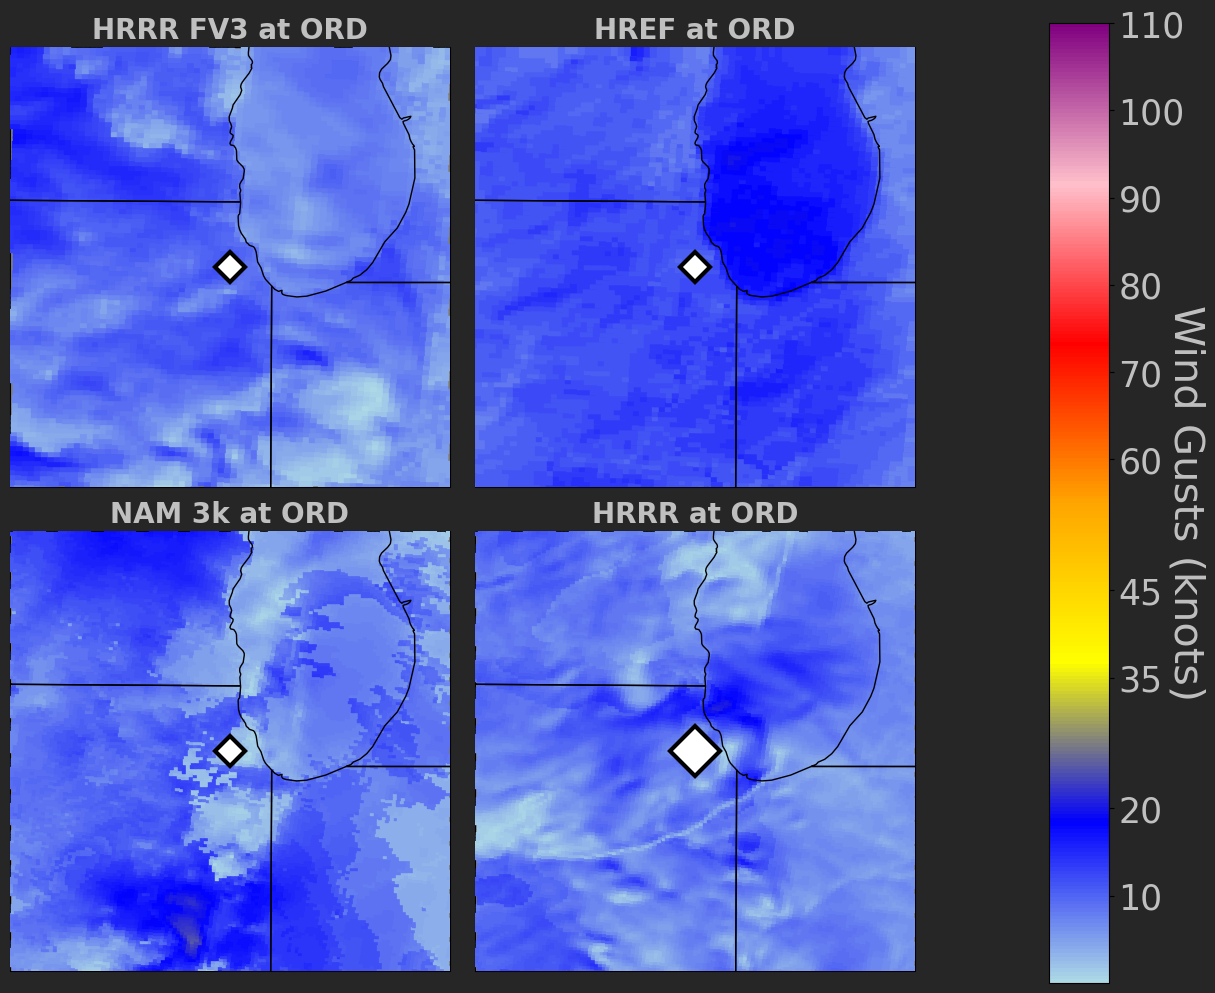 HRRR FV3 at ORD
HREF at ORD
NAM 3k at ORD
HRRR at ORD
110
100
90
80
70
60
45
35
20
10
Wind Gusts (knots)